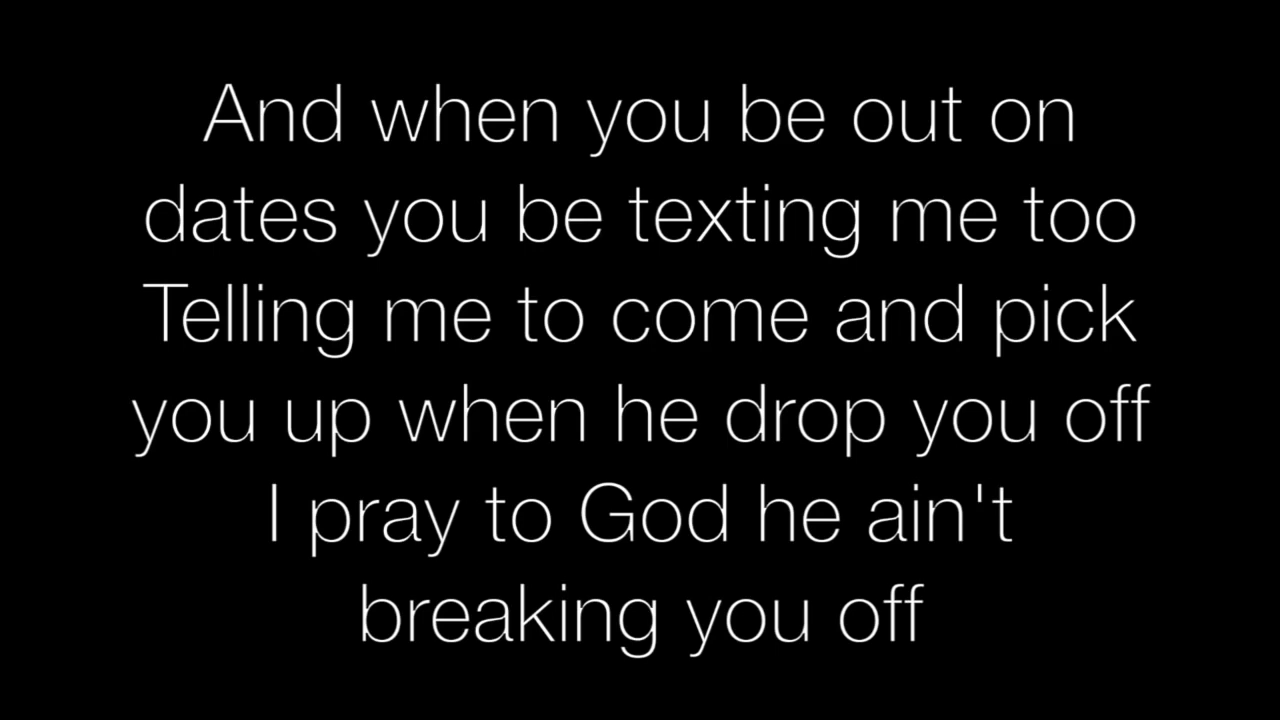 And when you be out on
dates you be texting me too
Telling me to come and pick
you up when he drop you off
I pray to God he ain't
breaking you off